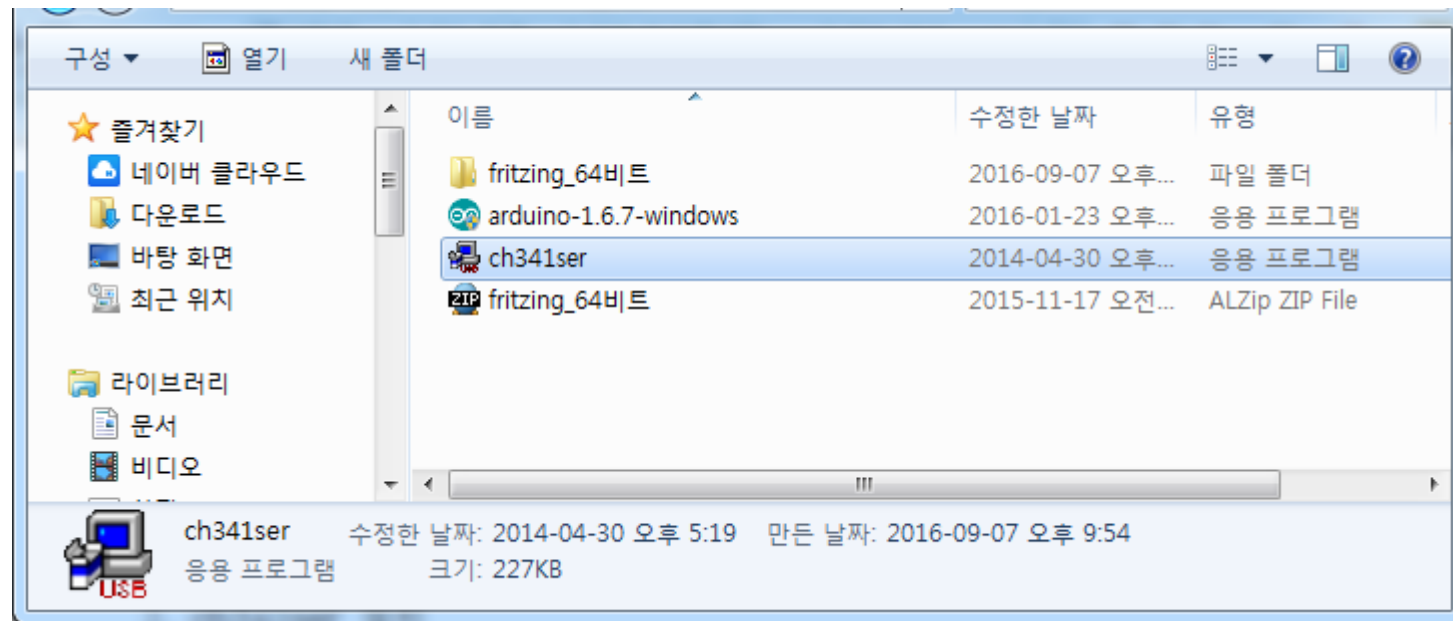 구성 열기 새 폴더
즐겨찾기
네이버 클라우드
다운로드
바탕 화면
최근 위치
라이브러리
문서
비디오
이름 수정한 날짜 유형
fritzing_64비트 2016-09-07 오후... 파일 폴더
arduino-1.6.7-windows 2016-01-23 오후... 응용 프로그램
ch341ser 2014-04-30 오후... 응용 프로그램
ZIP fritzing_64비트 2015-11-17 오전... ALZip ZIP File
ch341ser 수정한 날짜: 2014-04-30 오후 5:19 만든 날짜: 2016-09-07 오후 9:54
USB 응용 프로그램 크기: 227KB